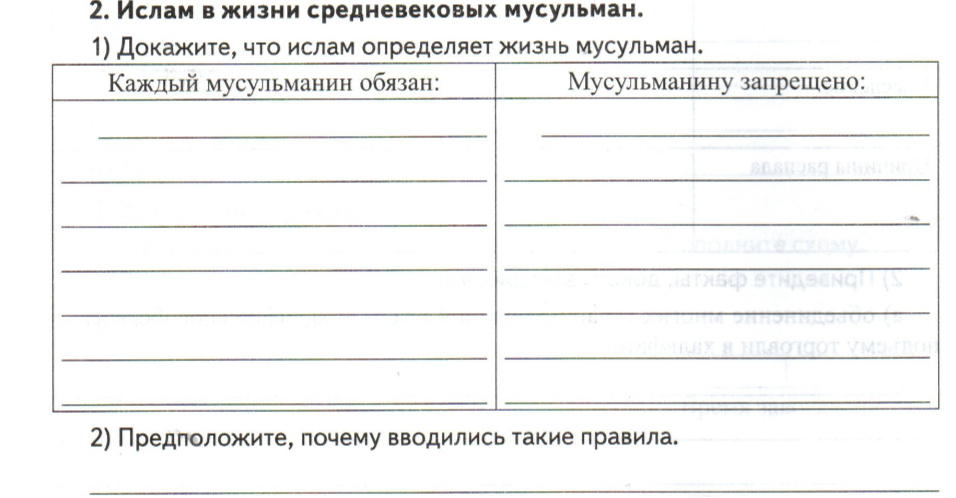 2. Ислам в жизни средневековых мусульман.
1) Докажите, что ислам определяет жизнь мусульман.
Каждый мусульманин обязан: Мусульманину запрещено:
2) Предположите, почему вводились такие правила.